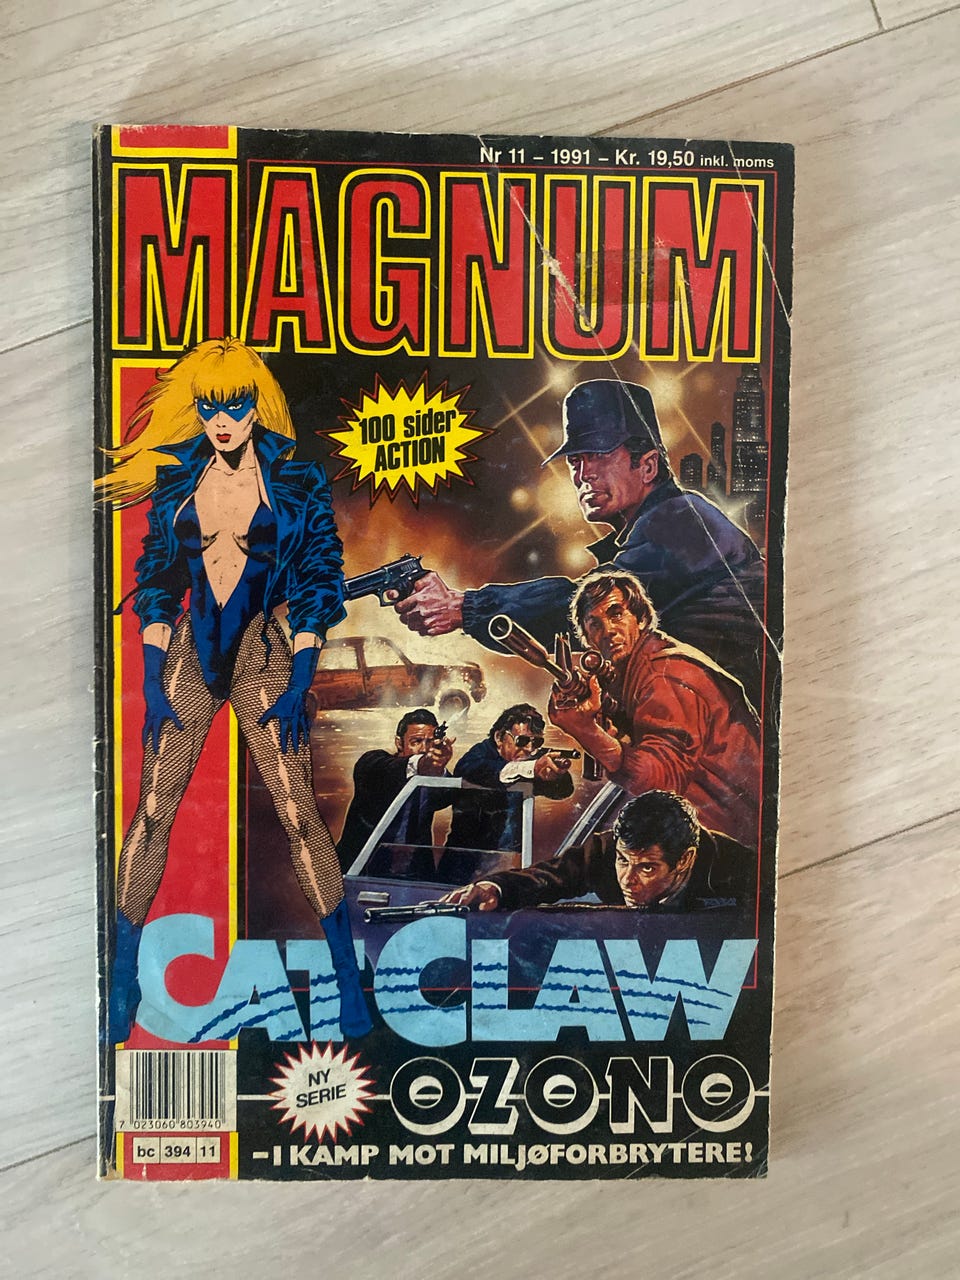 Nr 11 – 1991 – Kr. 19,50 inkl. moms
MAGNUM
100 sider
ACTION
CATCLAW
NY
SERIE
OZONO
– I KAMP MOT MILJØFORBRYTERE!
7 023060 803940
bc 394 11